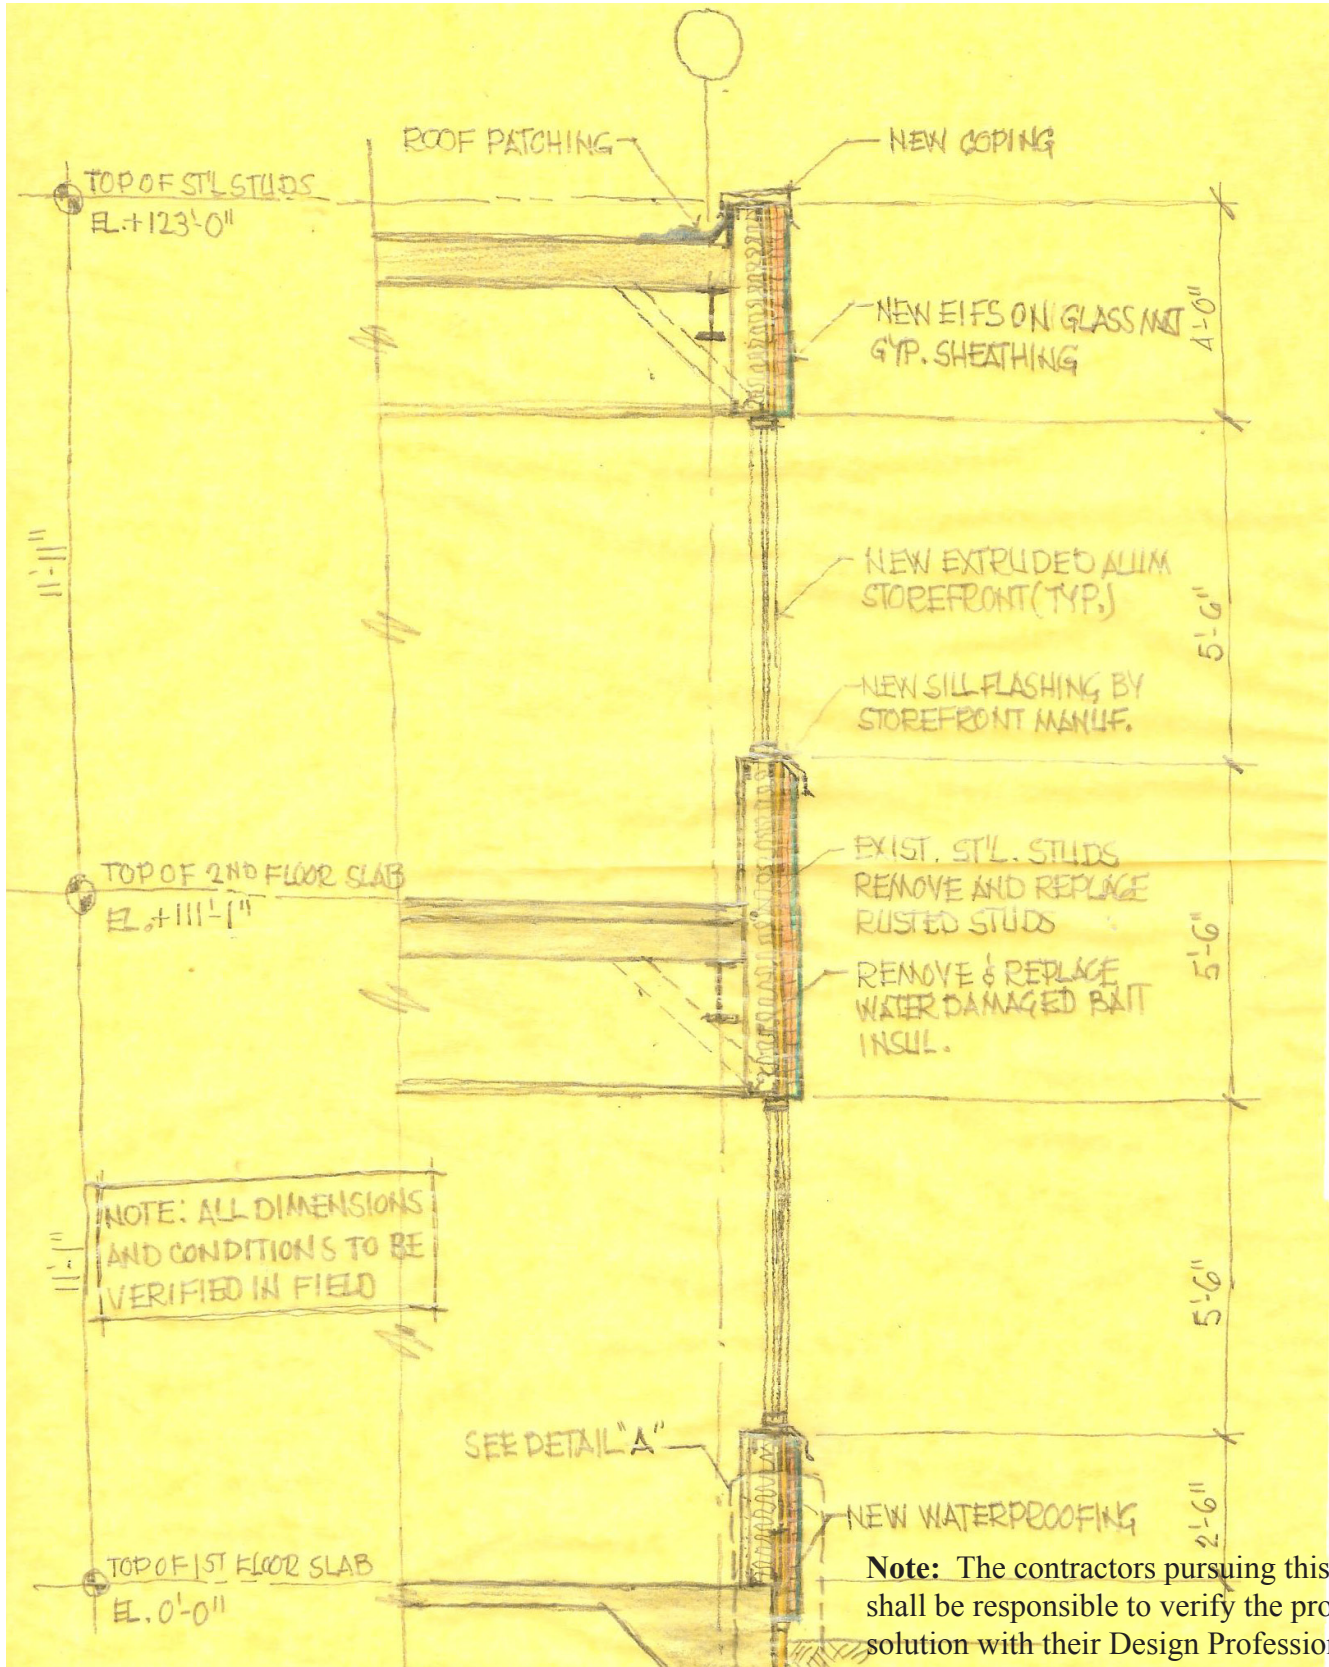 ROOF PATCHING
NEW COPING
TOP OF ST'L STUDS
EL.+123'-0"
NEW EIFS ON GLASS MAT
GYP. SHEATHING
4'-0"
11'-11"
NEW EXTRUDED ALUM
STOREFRONT (TYP.)
5'-6"
NEW SILL FLASHING BY
STOREFRONT MANUF.
TOP OF 2ND FLOOR SLAB
EL.+111'-1"
EXIST. ST'L. STUDS
REMOVE AND REPLACE
RUSTED STUDS
5'-6"
REMOVE & REPLACE
WATER DAMAGED BATT
INSUL.
NOTE: ALL DIMENSIONS
AND CONDITIONS TO BE
VERIFIED IN FIELD
11'-1"
5'-6"
SEE DETAIL "A"
NEW WATERPROOFING
2'-6"
TOP OF 1ST FLOOR SLAB
EL. 0'-0"
Note: The contractors pursuing this
shall be responsible to verify the pro
solution with their Design Profession